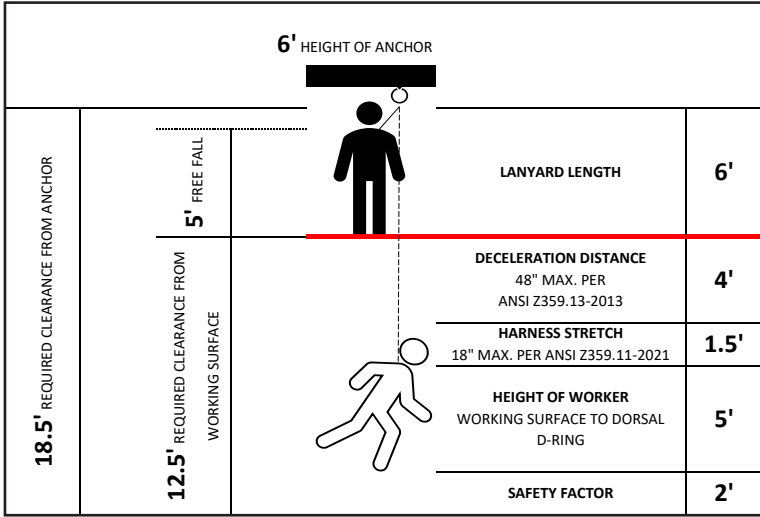 6' HEIGHT OF ANCHOR
18.5' REQUIRED CLEARANCE FROM ANCHOR
5' FREE FALL
12.5' REQUIRED CLEARANCE FROM
WORKING SURFACE
LANYARD LENGTH
6'
DECELERATION DISTANCE
48" MAX. PER
ANSI Z359.13-2013
4'
HARNESS STRETCH
18" MAX. PER ANSI Z359.11-2021
1.5'
HEIGHT OF WORKER
WORKING SURFACE TO DORSAL
D-RING
5'
SAFETY FACTOR
2'